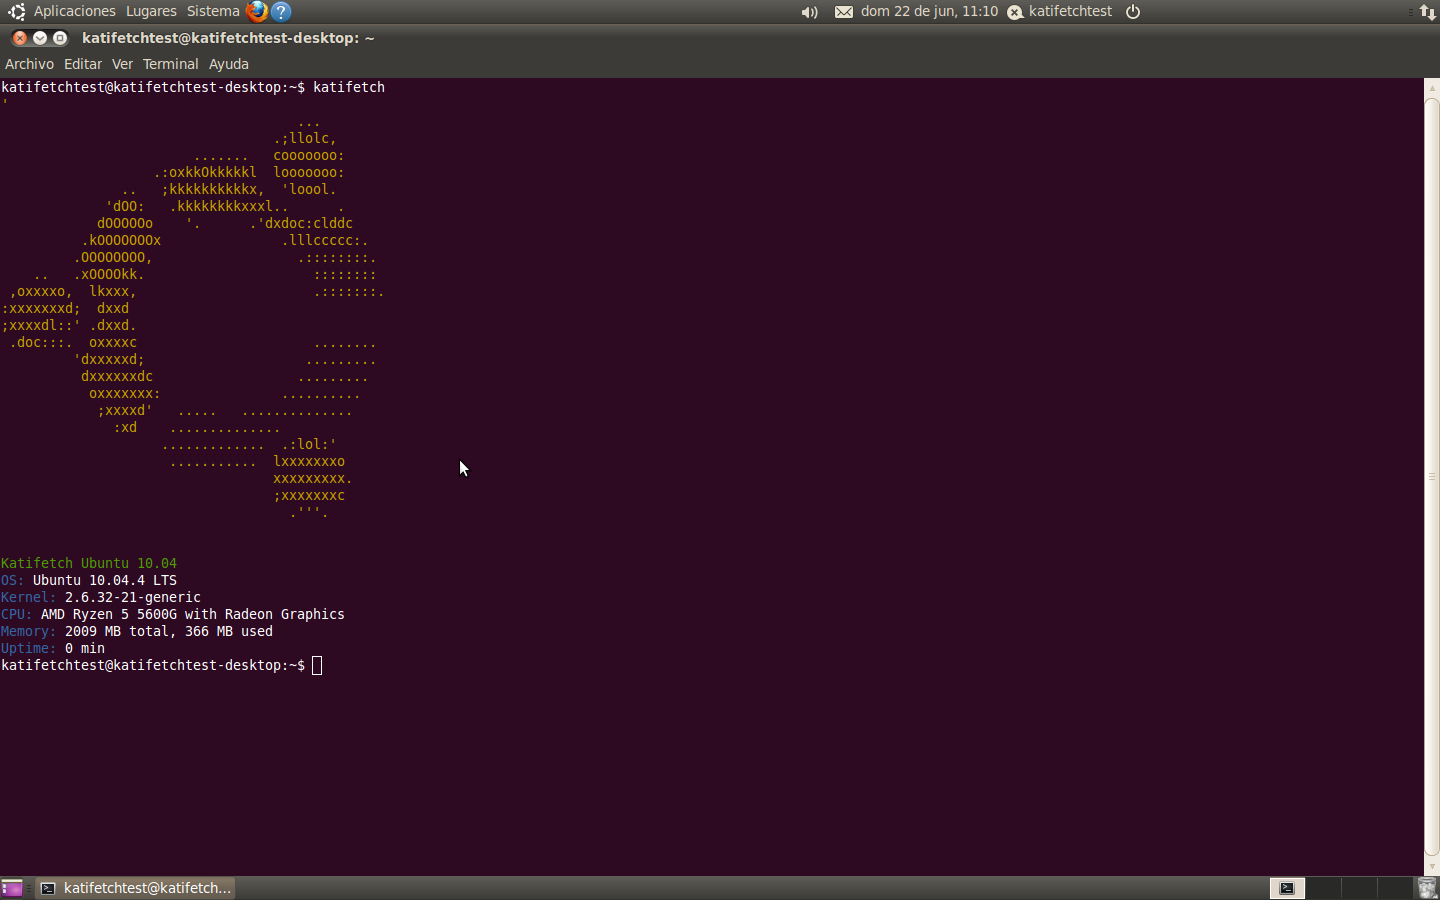 Aplicaciones Lugares Sistema dom 22 de jun, 11:10 katifetchtest
katifetchtest@katifetchtest-desktop: ~
Archivo Editar Ver Terminal Ayuda
katifetchtest@katifetchtest-desktop:~$ katifetch
'
                                     ...
                                  .;llolc,
                        .......   cooooooo:
                   .:oxkkOkkkkkl  looooooo:
               ..   ;kkkkkkkkkkx,  'loool.
             'dOO:   .kkkkkkkkxxxl..      .
            dOOOOOo    '.      .'dxdoc:clddc
          .kOOOOOOOx               .lllccccc:.
         .OOOOOOOO,                  .::::::::.
    ..   .xOOOOkk.                     ::::::::
 ,oxxxxo,  lkxxx,                      .:::::::.
:xxxxxxxd;  dxxd
;xxxxdl::' .dxxd.
 .doc:::.  oxxxxc                      ........
         'dxxxxxd;                    .........
          dxxxxxxdc                  .........
           oxxxxxxx:               ..........
            ;xxxxd'   .....   ..............
              :xd    ..............
                    .............  .:lol:'
                     ...........  lxxxxxxxo
                                  xxxxxxxxx.
                                  ;xxxxxxxc
                                    .'''.
Katifetch Ubuntu 10.04
OS: Ubuntu 10.04.4 LTS
Kernel: 2.6.32-21-generic
CPU: AMD Ryzen 5 5600G with Radeon Graphics
Memory: 2009 MB total, 366 MB used
Uptime: 0 min
katifetchtest@katifetchtest-desktop:~$
katifetchtest@katifetch...